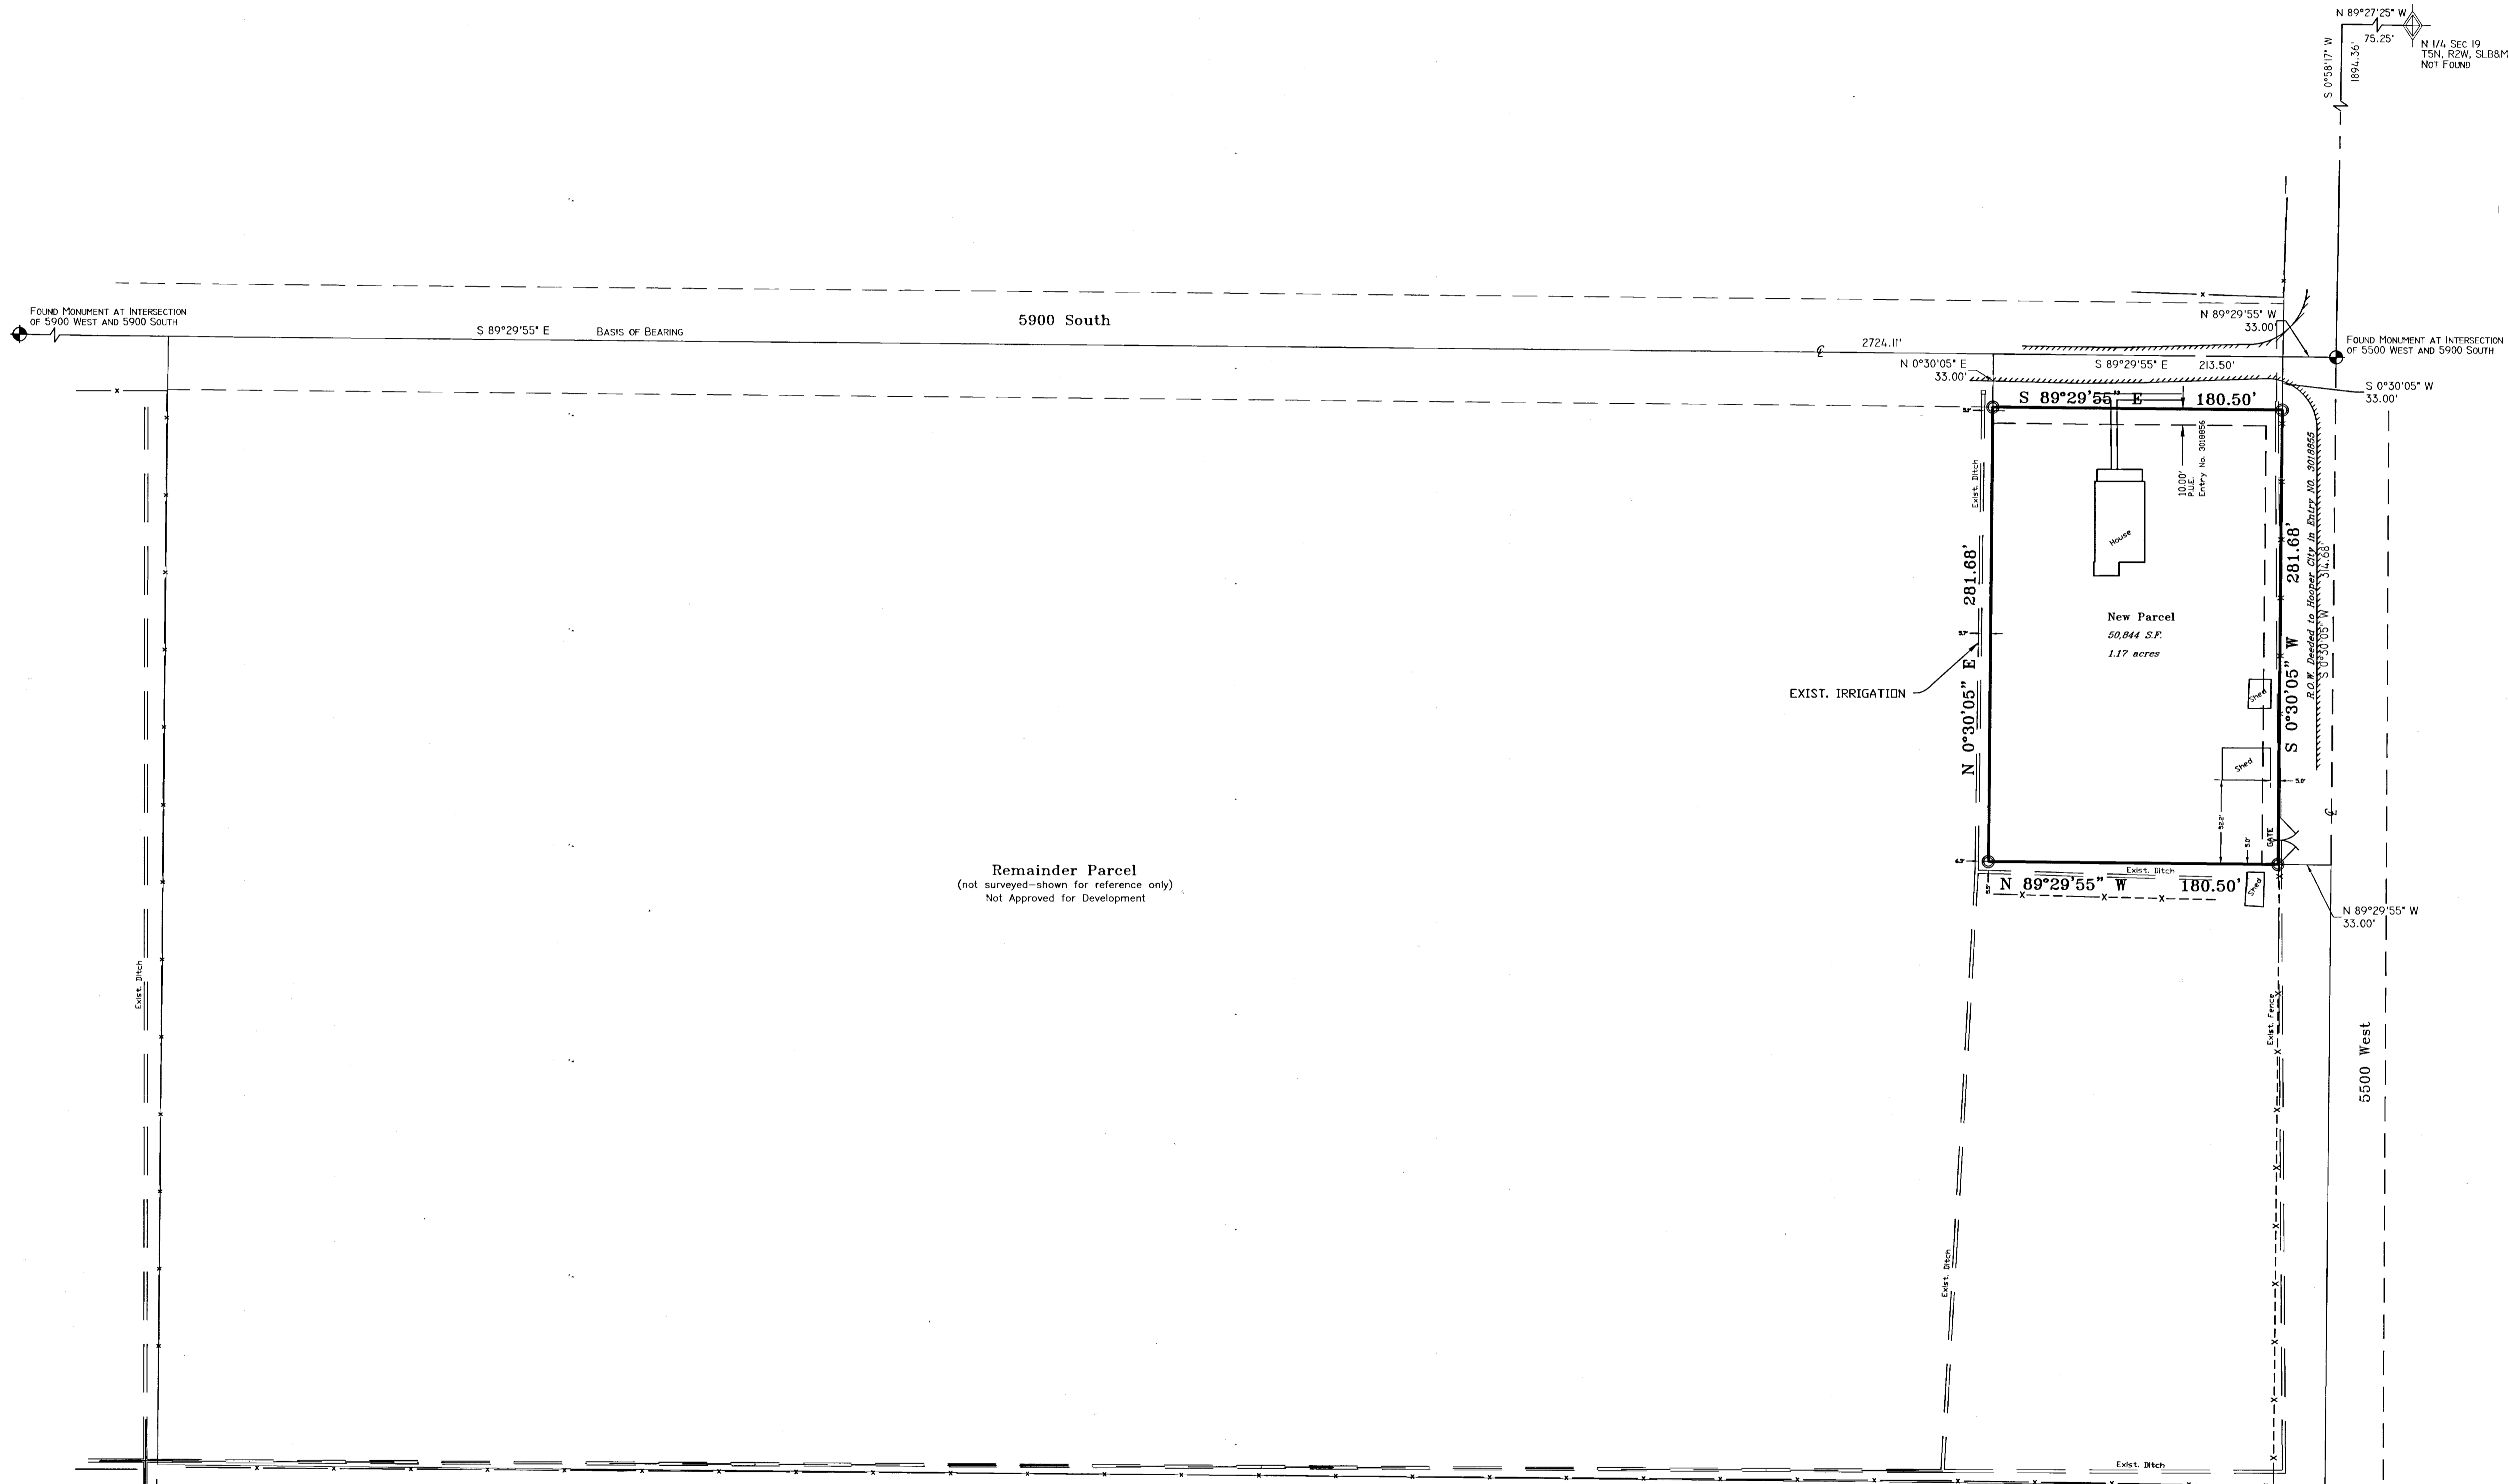 N 89°27'25" W
75.25'
N 1/4 SEC 19
T5N, R2W, SLB&M
NOT FOUND
S 0°58'17" W
1894.36'
FOUND MONUMENT AT INTERSECTION
OF 5900 WEST AND 5900 SOUTH
S 89°29'55" E
BASIS OF BEARING
5900 South
2724.11'
N 89°29'55" W
33.00'
FOUND MONUMENT AT INTERSECTION
OF 5500 WEST AND 5900 SOUTH
N 0°30'05" E
33.00'
S 89°29'55" E
213.50'
S 0°30'05" W
33.00'
S 89°29'55" E
180.50'
10.00'
P.U.E.
Entry No. 3018856
Exist. Ditch
House
R.O.W. Deeded to Hooper City in Entry NO. 3018855
S 0°30'05" W 314.68'
N 0°30'05" E 281.68'
S 0°30'05" W 281.68'
New Parcel
50,844 S.F.
1.17 acres
EXIST. IRRIGATION
Shed
Shed
5.0'
52.2'
5.0'
GATE
Exist. Ditch
N 89°29'55" W
180.50'
Shed
N 89°29'55" W
33.00'
Remainder Parcel
(not surveyed-shown for reference only)
Not Approved for Development
Exist. Ditch
Exist. Fence
5500 West
Exist. Ditch
Exist. Ditch